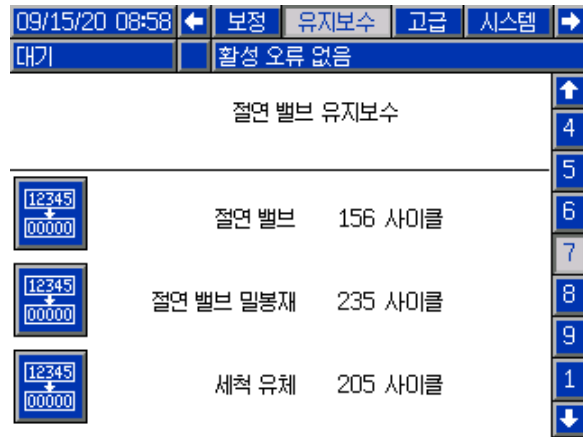 09/15/20 08:58 보정 유지보수 고급 시스템
대기 활성 오류 없음
절연 밸브 유지보수
4
5
12345
00000
절연 밸브 156 사이클
6
7
12345
00000
절연 밸브 밀봉재 235 사이클
8
9
12345
00000
세척 유체 205 사이클
1